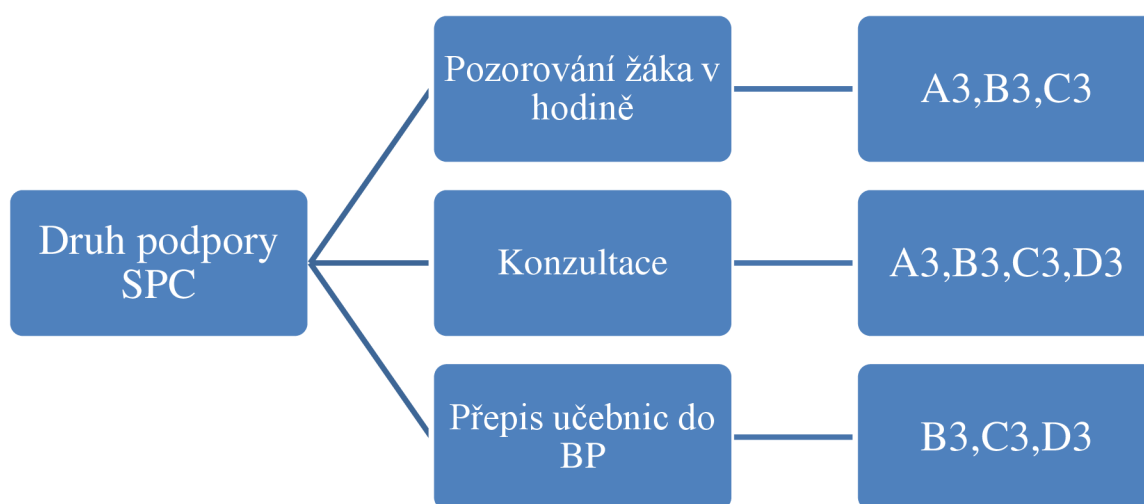 Pozorování žáka v
hodině
A3,B3,C3
Druh podpory
SPC
Konzultace
A3,B3,C3,D3
Přepis učebnic do
BP
B3,C3,D3